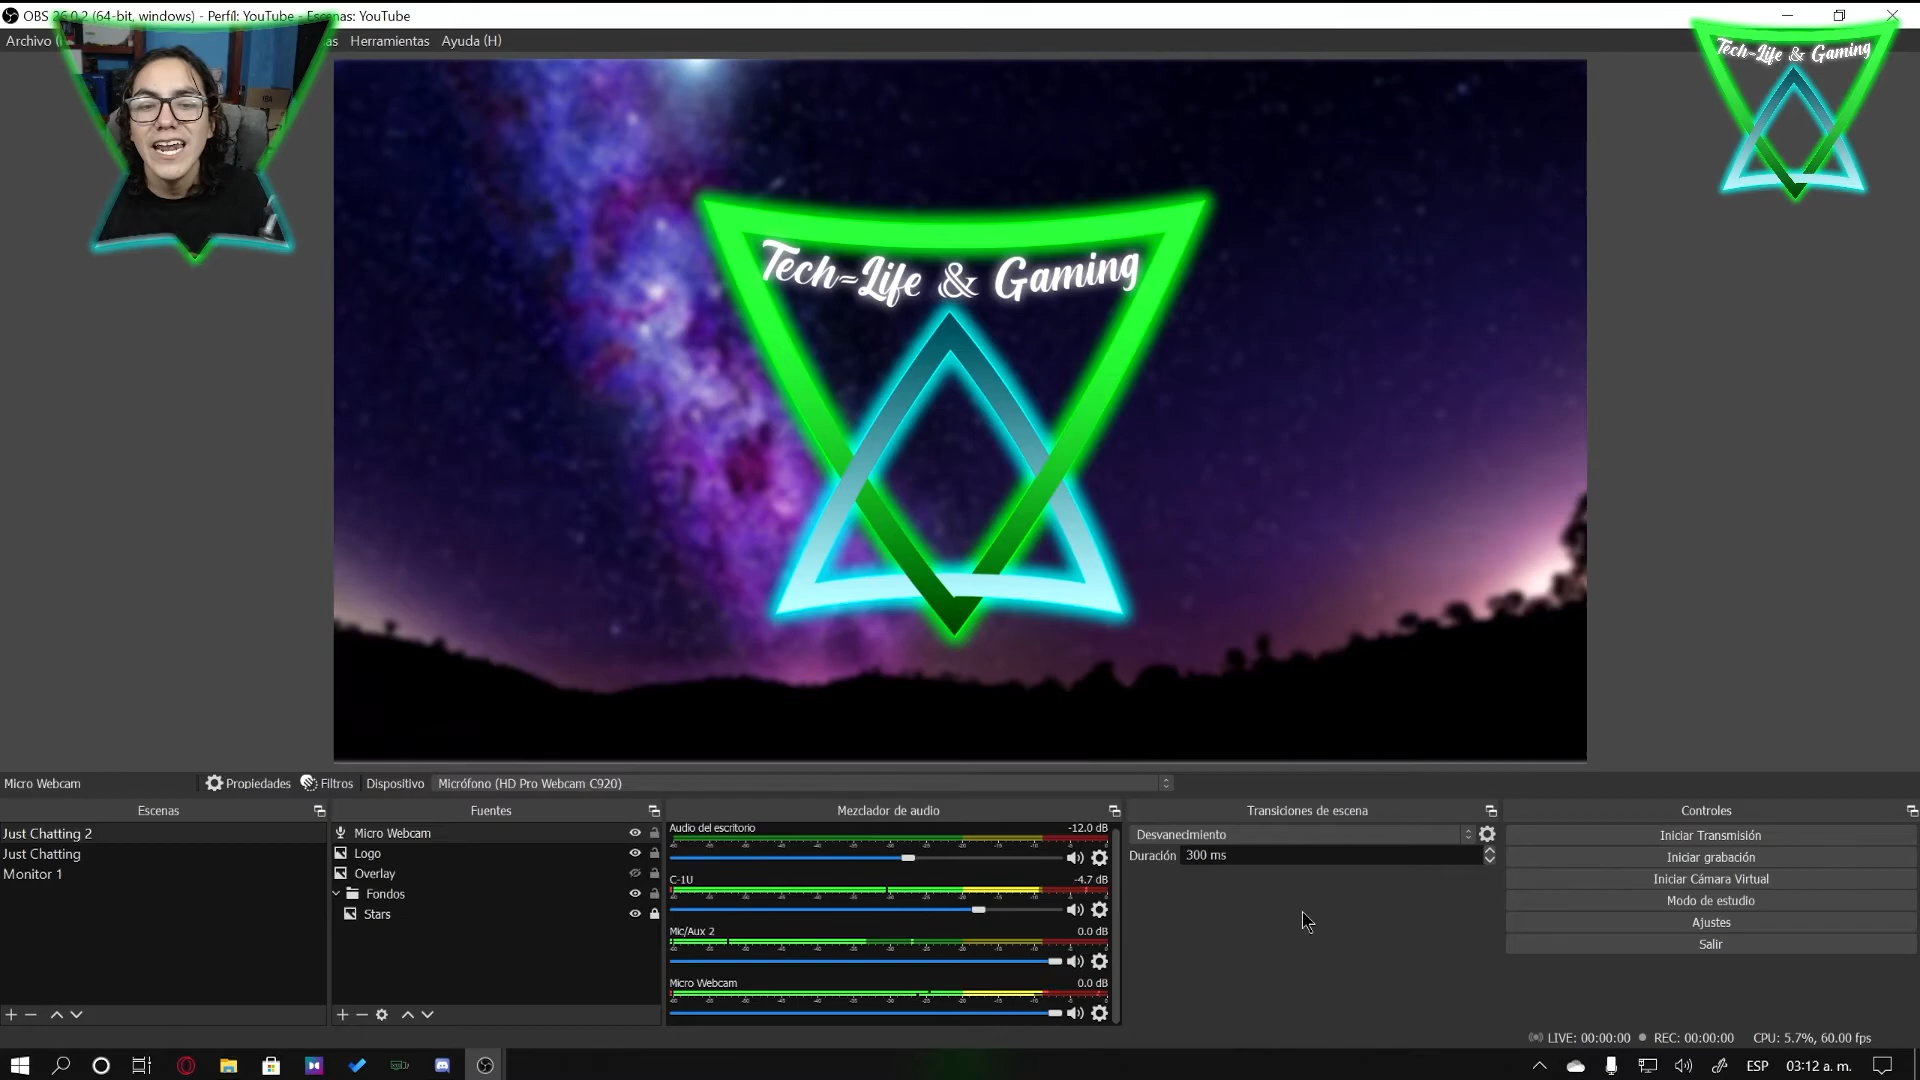 OBS 26.0.2 (64-bit, windows) - Perfíl: YouTube - Escenas: YouTube
Archivo
as
Herramientas
Ayuda (H)
Tech-Life & Gaming
Tech-Life & Gaming
Micro Webcam
Propiedades
Filtros
Dispositivo
Micrófono (HD Pro Webcam C920)
Escenas
Just Chatting 2
Just Chatting
Monitor 1
Fuentes
Micro Webcam
Logo
Overlay
Fondos
Stars
Mezclador de audio
Audio del escritorio
-12.0 dB
C-1U
-4.7 dB
Mic/Aux 2
0.0 dB
Micro Webcam
0.0 dB
Transiciones de escena
Desvanecimiento
Duración
300 ms
Controles
Iniciar Transmisión
Iniciar grabación
Iniciar Cámara Virtual
Modo de estudio
Ajustes
Salir
LIVE: 00:00:00
REC: 00:00:00
CPU: 5.7%, 60.00 fps
ESP
03:12 a. m.